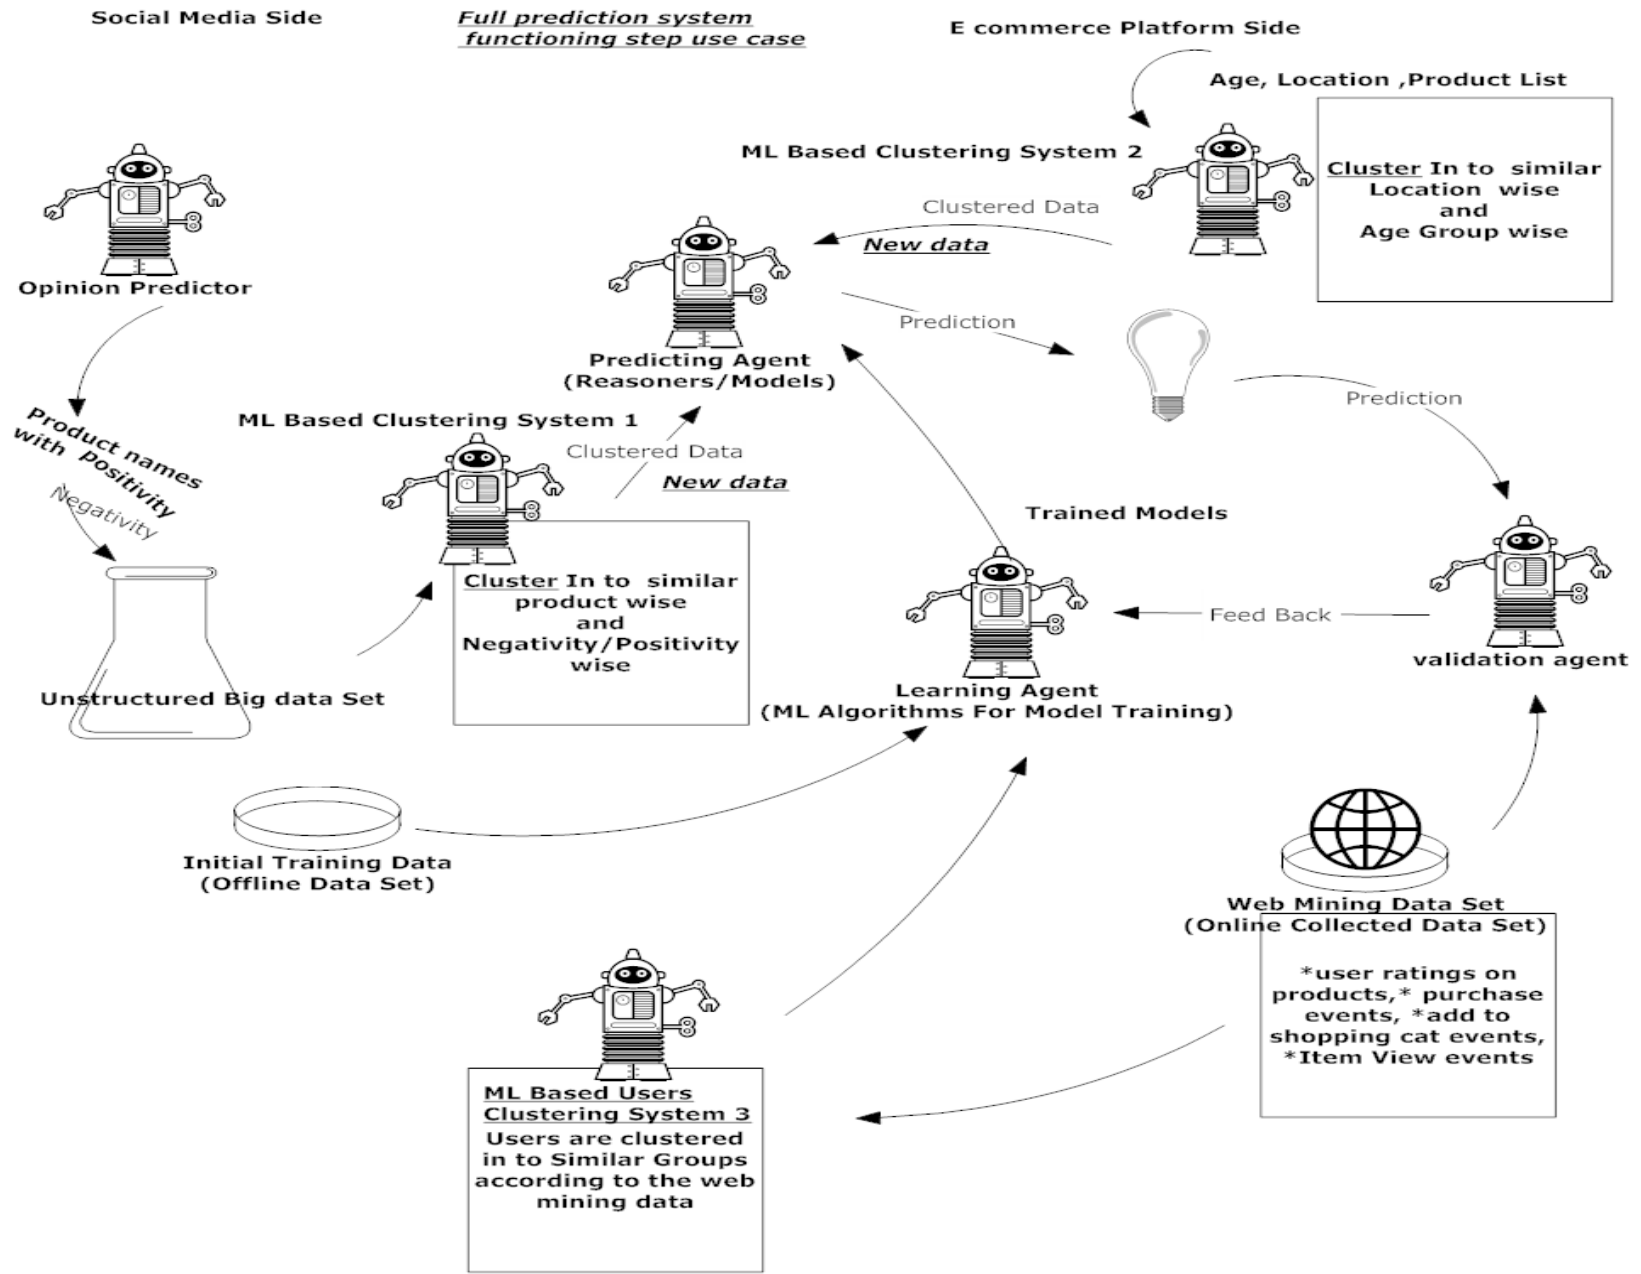 Social Media Side
Full prediction system
functioning step use case
E commerce Platform Side
Age, Location ,Product List
ML Based Clustering System 2
Cluster In to similar
Location wise
and
Age Group wise
Clustered Data
New data
Opinion Predictor
Prediction
Predicting Agent
(Reasoners/Models)
Prediction
Product names
with positivity
Negativity
ML Based Clustering System 1
Clustered Data
New data
Trained Models
Cluster In to similar
product wise
and
Negativity/Positivity
wise
Feed Back
validation agent
Unstructured Big data Set
Learning Agent
(ML Algorithms For Model Training)
Initial Training Data
(Offline Data Set)
Web Mining Data Set
(Online Collected Data Set)
*user ratings on
products,* purchase
events, *add to
shopping cat events,
*Item View events
ML Based Users
Clustering System 3
Users are clustered
in to Similar Groups
according to the web
mining data